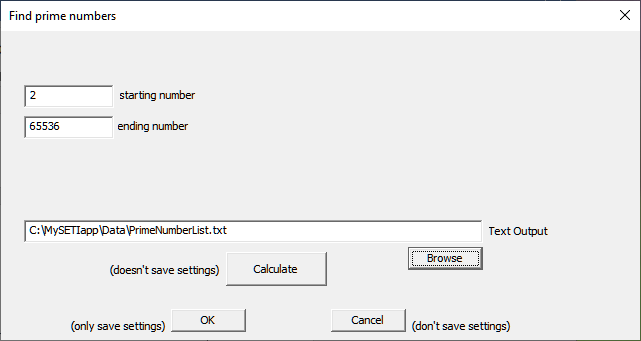 Find prime numbers
2 starting number
65536 ending number
C:\MySETIapp\Data\PrimeNumberList.txt Text Output
Browse
(doesn't save settings) Calculate
(only save settings) OK Cancel (don't save settings)